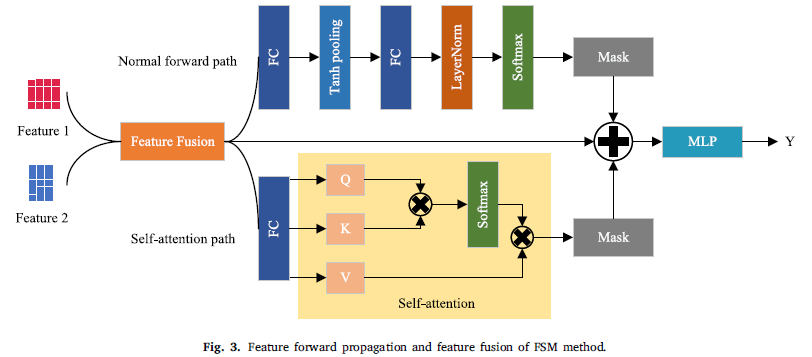 Normal forward path
FC
Tanh pooling
FC
LayerNorm
Softmax
Mask
Feature 1
Feature Fusion
MLP
Y
Feature 2
Self-attention path
FC
Q
K
V
Softmax
Mask
Self-attention
Fig. 3. Feature forward propagation and feature fusion of FSM method.